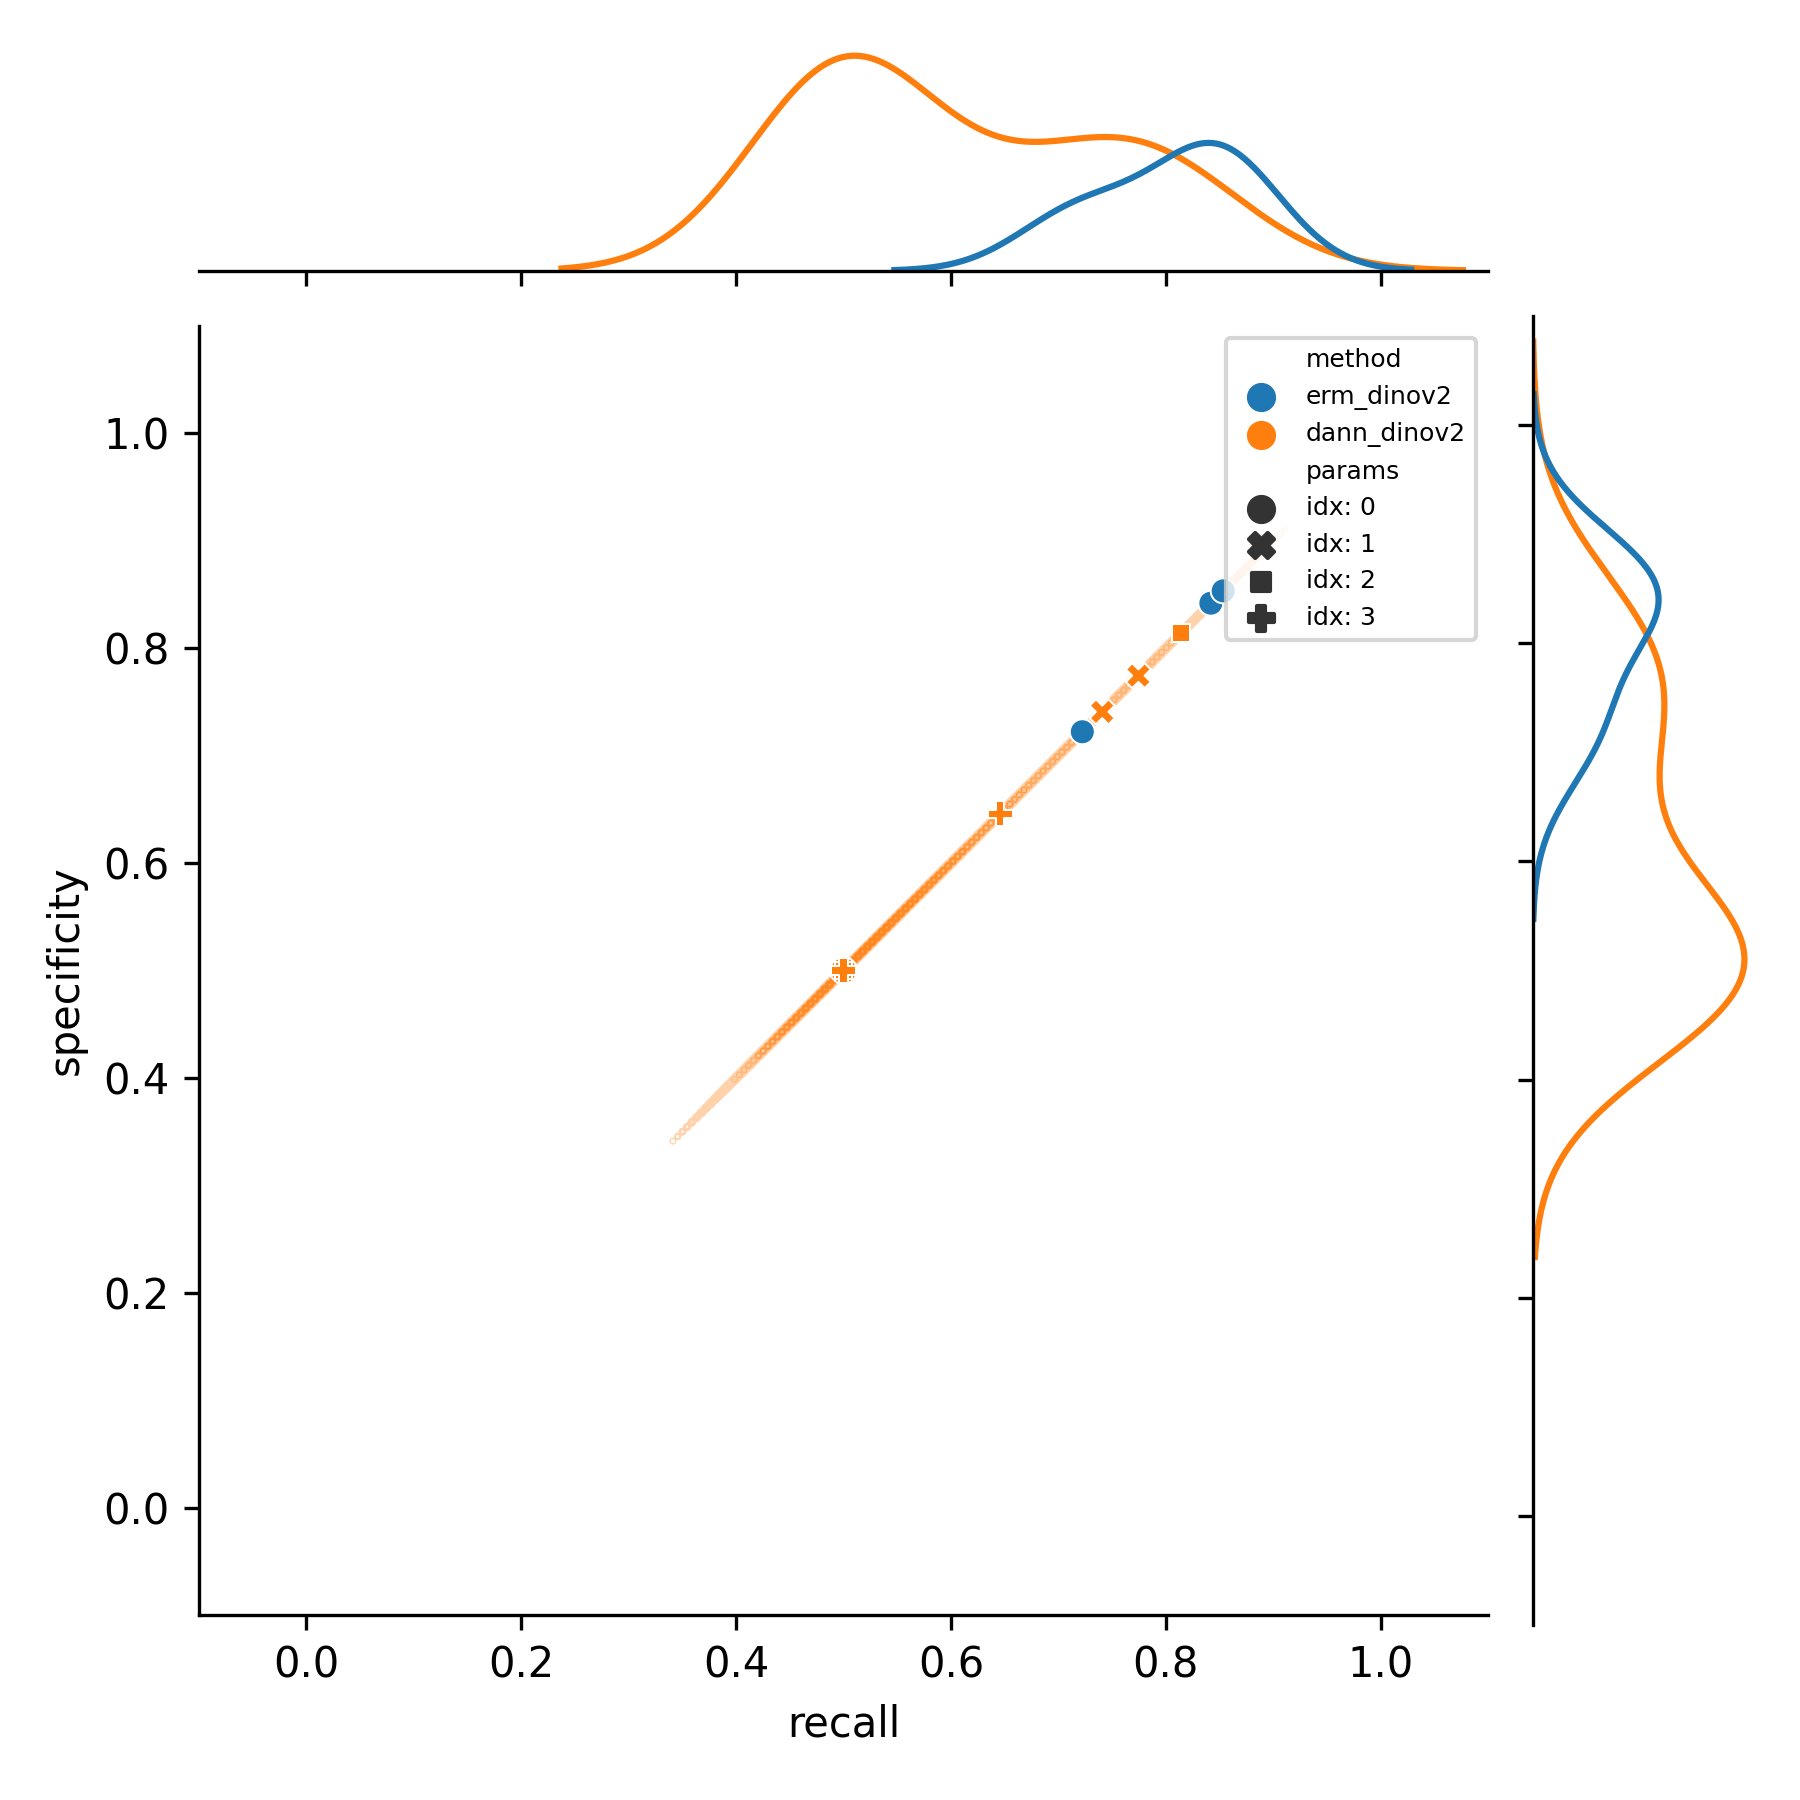 method
erm_dinov2
dann_dinov2
params
idx: 0
idx: 1
idx: 2
idx: 3
1.0
0.8
0.6
0.4
0.2
0.0
specificity
0.0 0.2 0.4 0.6 0.8 1.0
recall